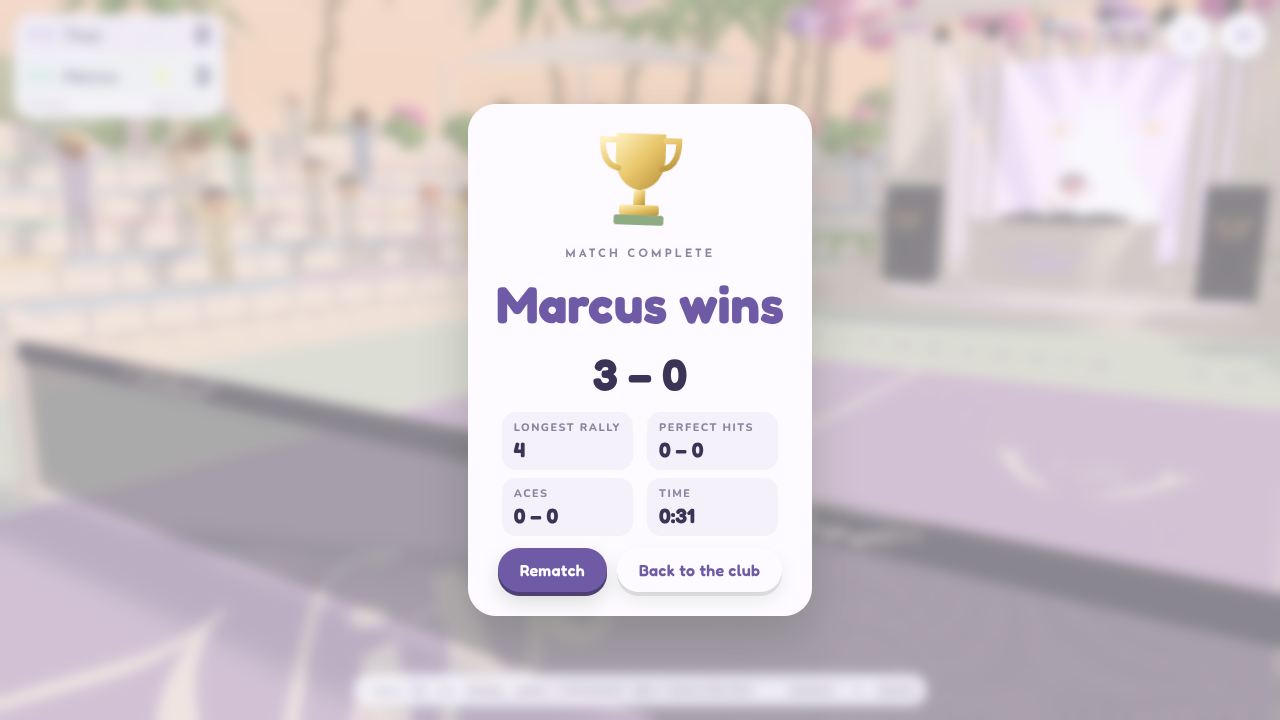 MATCH COMPLETE
Marcus wins
3 – 0
LONGEST RALLY
4
PERFECT HITS
0 – 0
ACES
0 – 0
TIME
0:31
Rematch
Back to the club